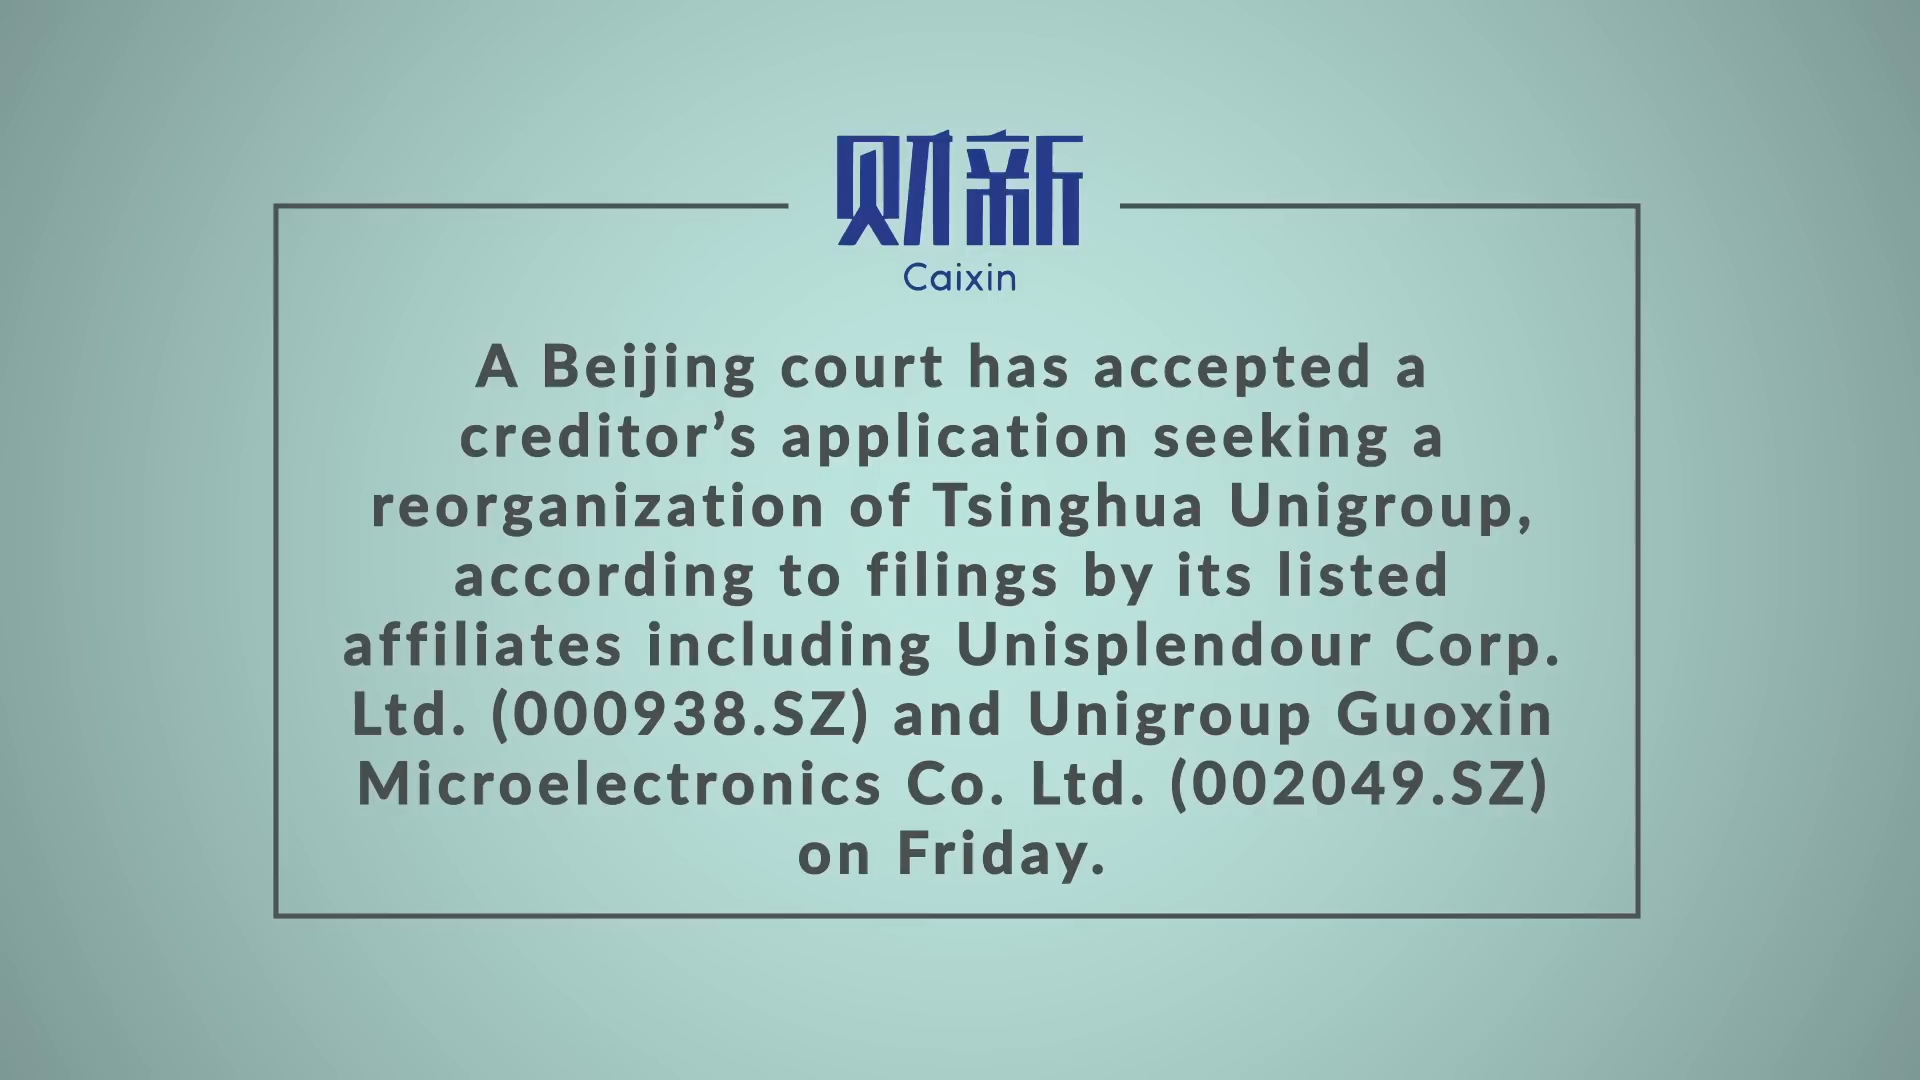 财新
Caixin
A Beijing court has accepted a
creditor’s application seeking a
reorganization of Tsinghua Unigroup,
according to filings by its listed
affiliates including Unisplendour Corp.
Ltd. (000938.SZ) and Unigroup Guoxin
Microelectronics Co. Ltd. (002049.SZ)
on Friday.